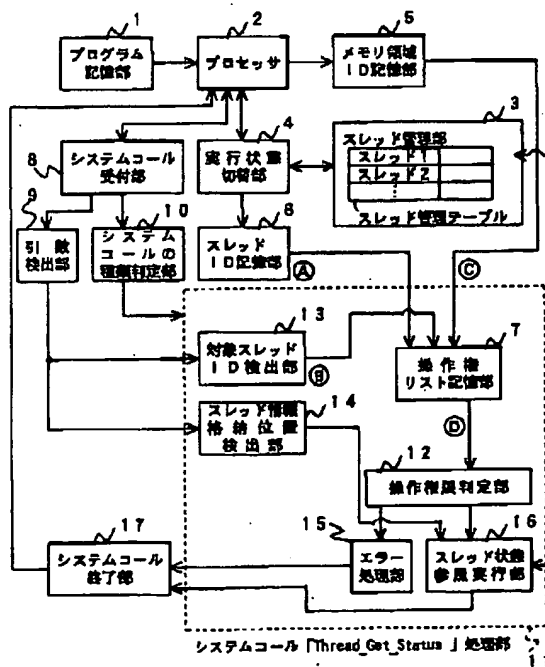 1
2
5
プログラム
記憶部
プロセッサ
メモリ領域
ID記憶部
3
4
スレッド管理部
スレッド1
スレッド2
スレッド管理テーブル
8
システムコール
受付部
実行状態
切替部
9
10
6
引数
検出部
システム
コールの
種類判定部
スレッド
ID記憶部
A
C
13
対象スレッド
ID検出部
B
7
操作権
リスト記憶部
14
スレッド情報
格納位置
検出部
D
12
操作権限判定部
17
15
16
システムコール
終了部
エラー
処理部
スレッド状態
参照実行部
システムコール「Thread_Get_Status」処理部
1